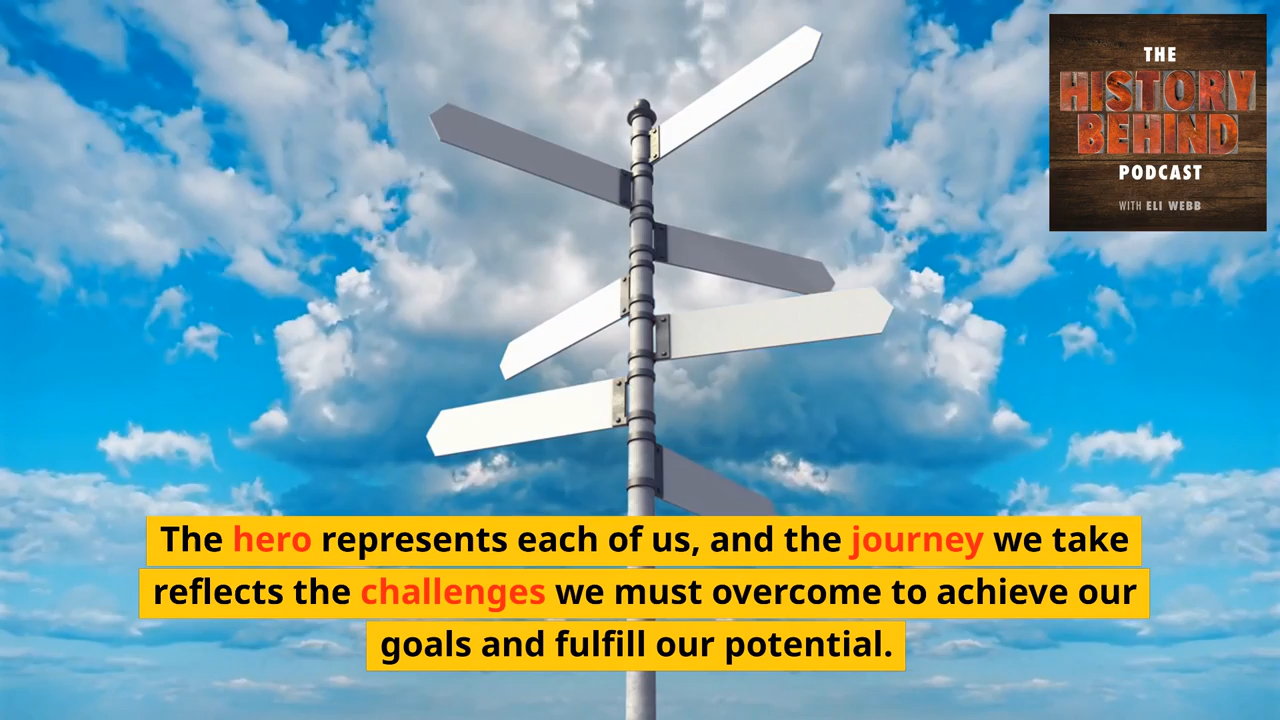 THE
HISTORY
BEHIND
PODCAST
WITH ELI WEBB
The hero represents each of us, and the journey we take
reflects the challenges we must overcome to achieve our
goals and fulfill our potential.